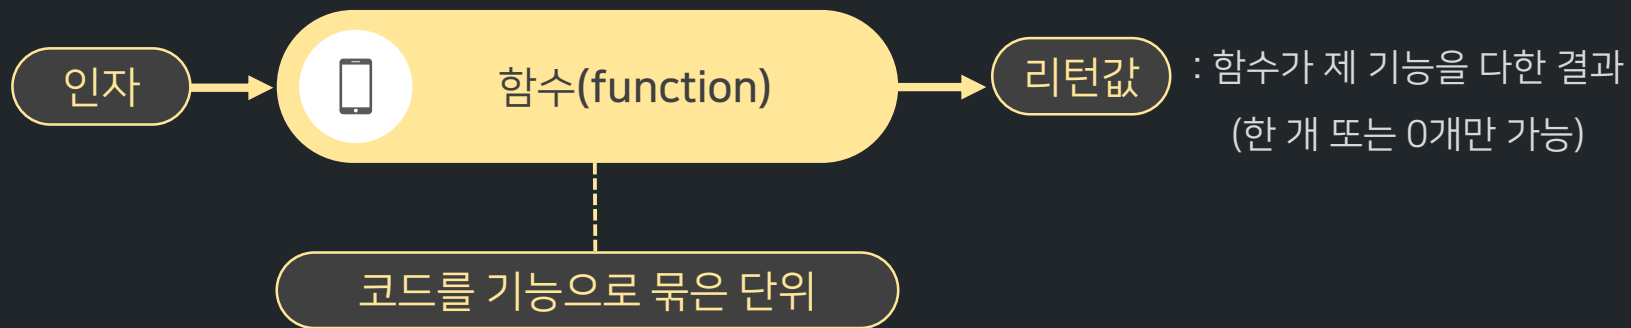 인자
함수(function)
리턴값
: 함수가 제 기능을 다한 결과
(한 개 또는 0개만 가능)
코드를 기능으로 묶은 단위